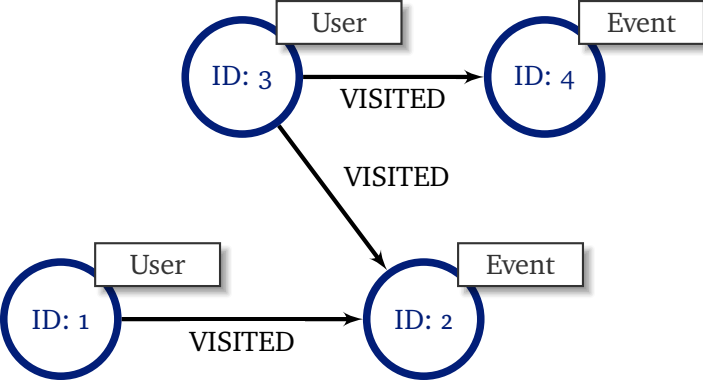 User
Event
ID: 3
ID: 4
VISITED
VISITED
User
Event
ID: 1
ID: 2
VISITED